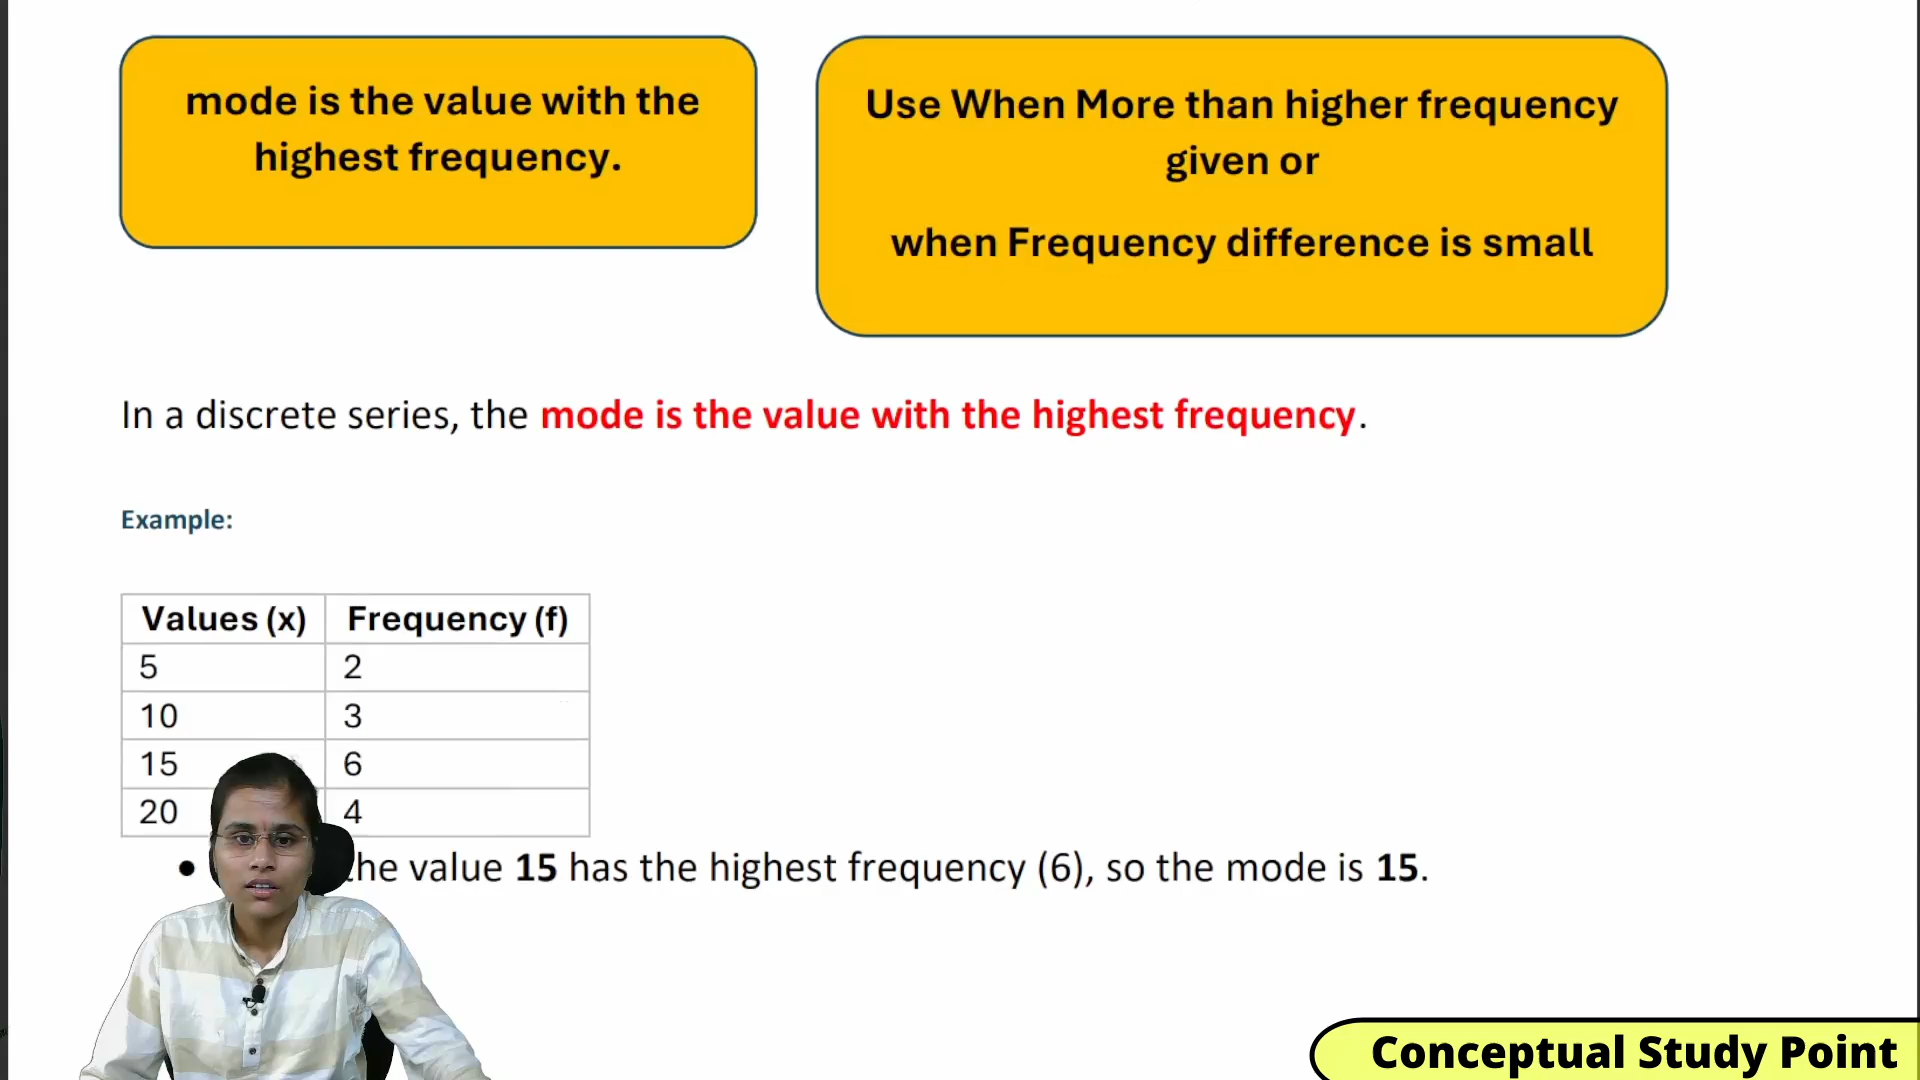 mode is the value with the
highest frequency.
Use When More than higher frequency
given or
when Frequency difference is small
In a discrete series, the mode is the value with the highest frequency.
Example:
Values (x) Frequency (f)
5 2
10 3
15 6
20 4
value 15 has the highest frequency (6), so the mode is 15.
Conceptual Study Point